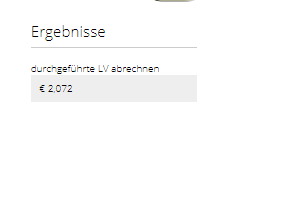 Ergebnisse
durchgeführte LV abrechnen
€ 2,072